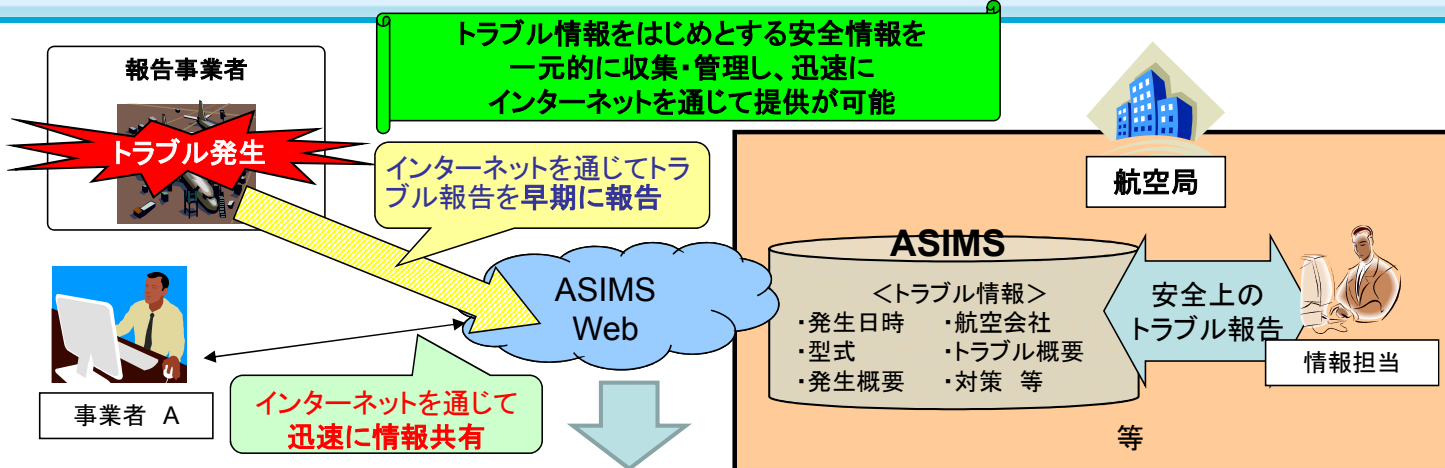 トラブル情報をはじめとする安全情報を
一元的に収集・管理し、迅速に
インターネットを通じて提供が可能
報告事業者
トラブル発生
インターネットを通じてトラ
ブル報告を早期に報告
航空局
ASIMS
Web
ASIMS
＜トラブル情報＞
・発生日時 ・航空会社
・型式 ・トラブル概要
・発生概要 ・対策 等
安全上の
トラブル報告
情報担当
等
事業者 A
インターネットを通じて
迅速に情報共有